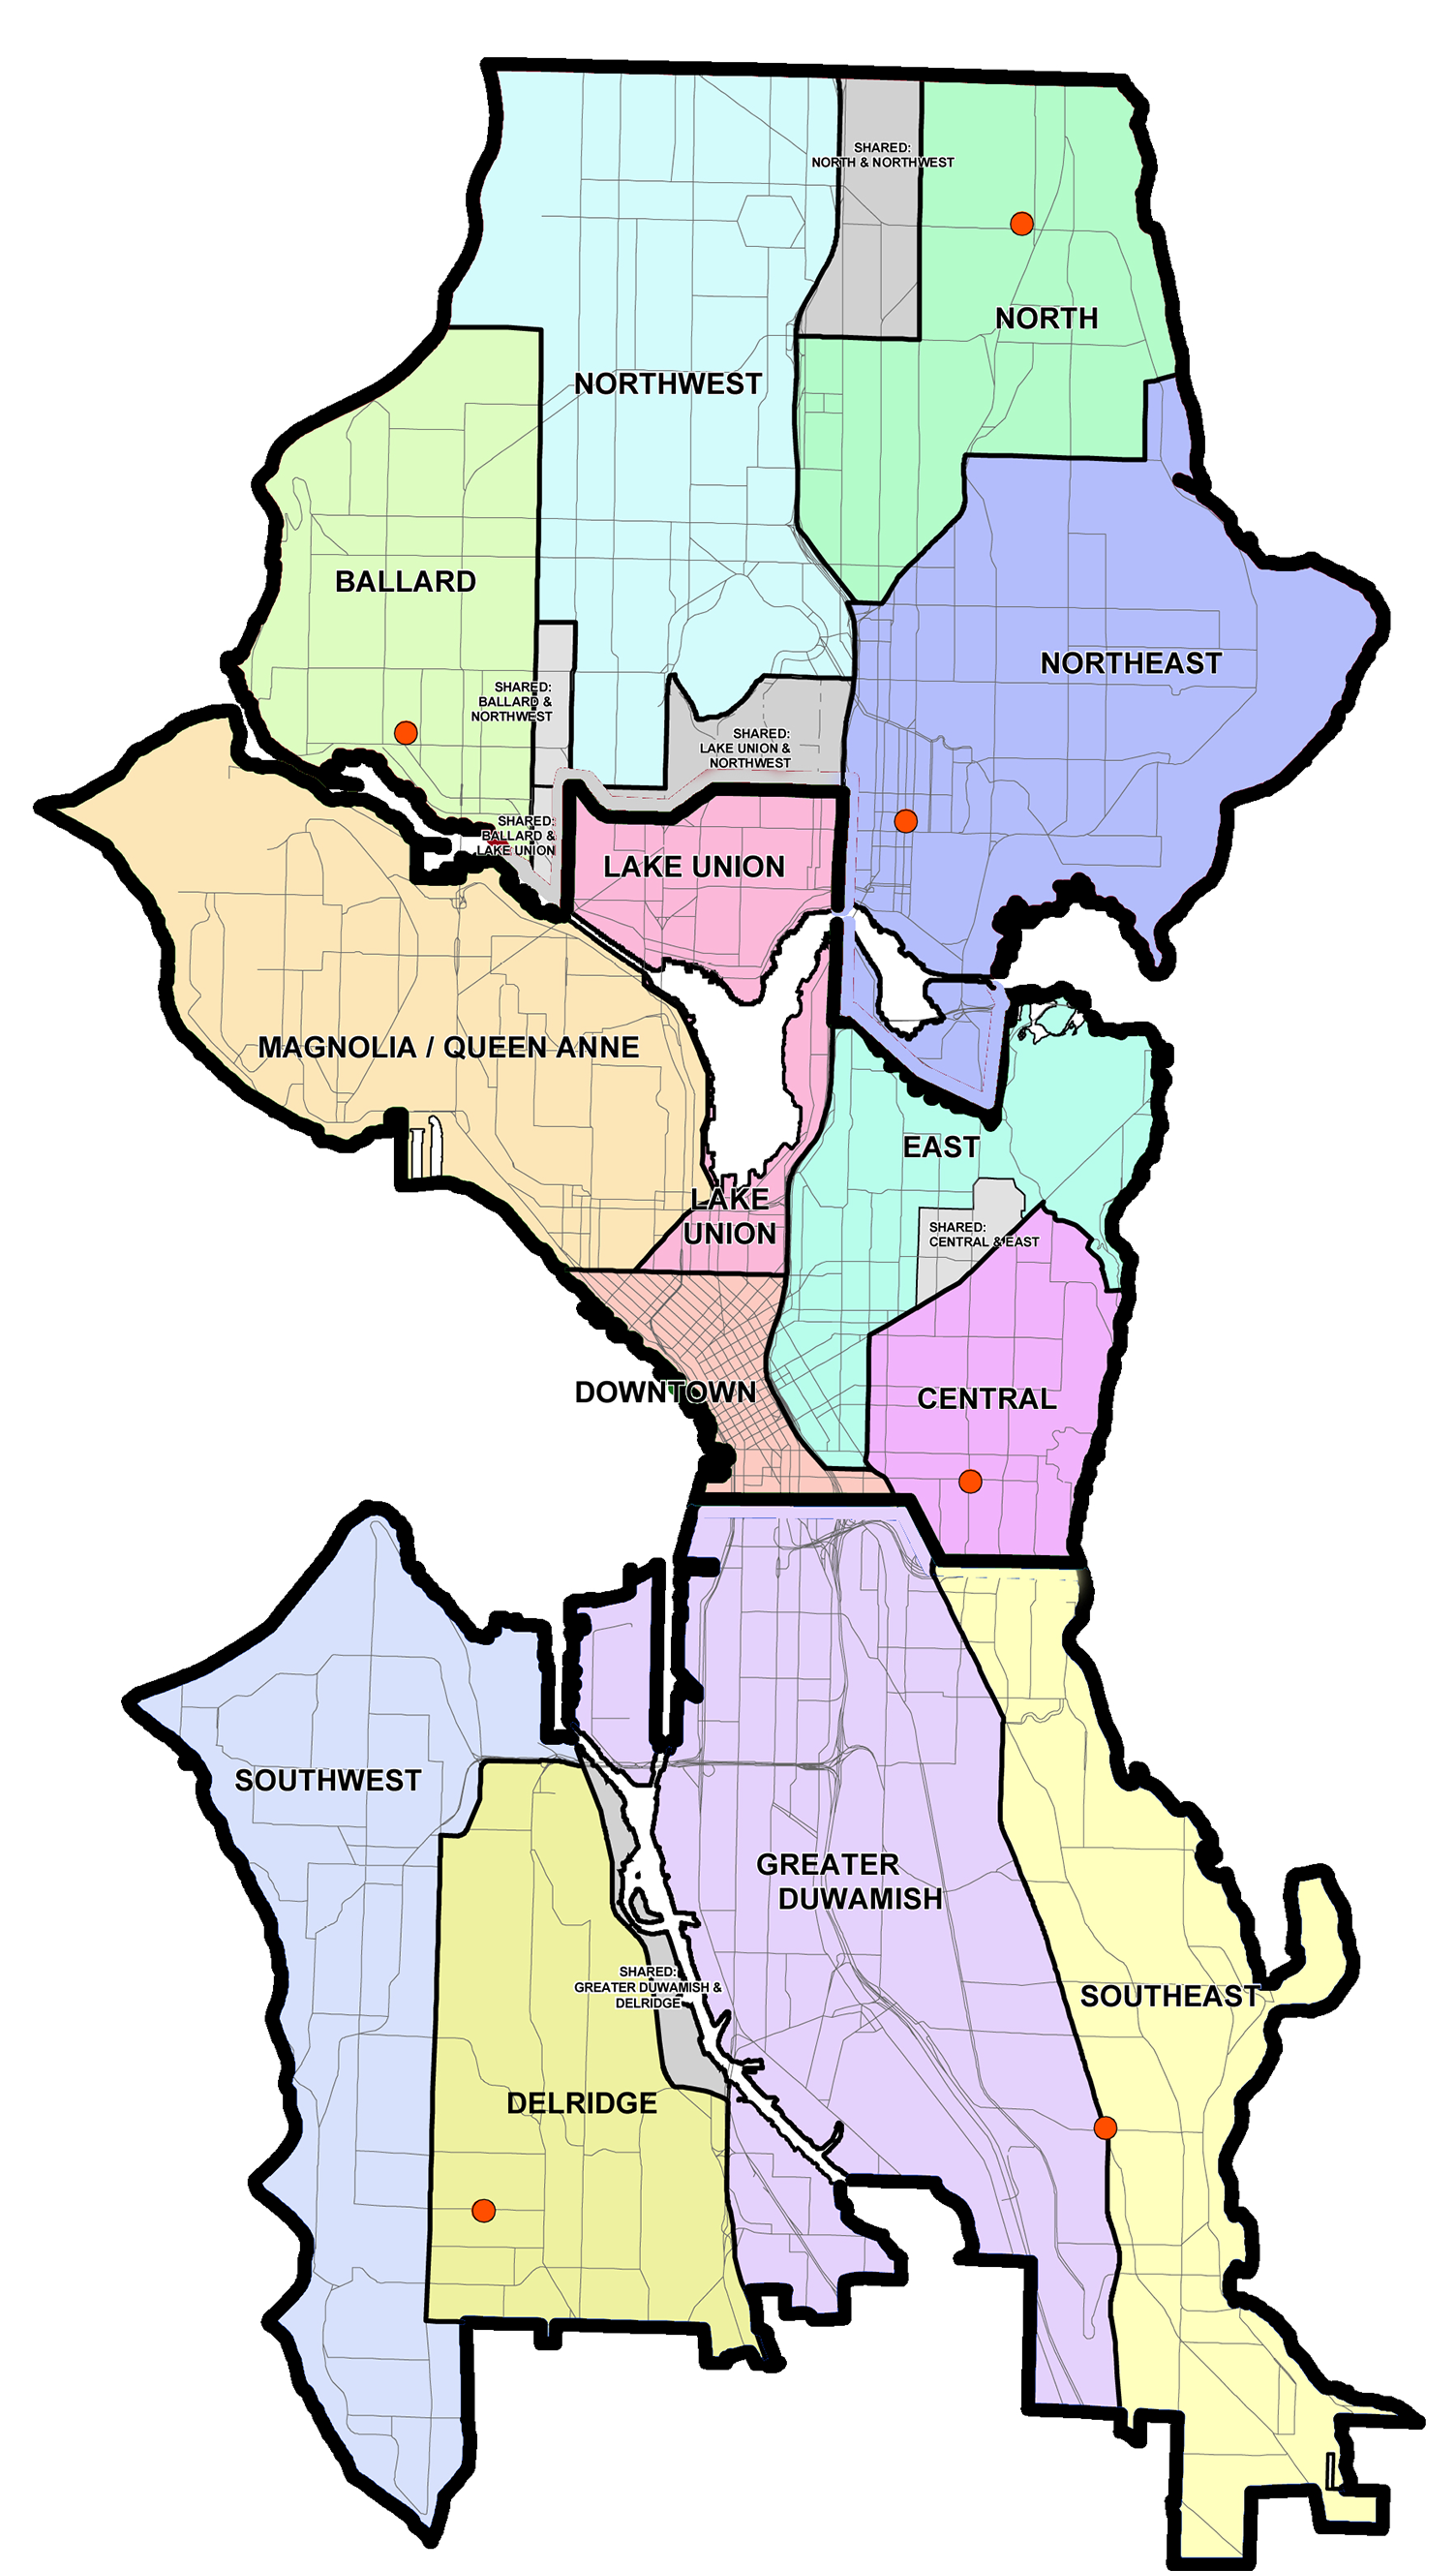 SHARED:
NORTH & NORTHWEST
NORTH
NORTHWEST
BALLARD
NORTHEAST
SHARED:
BALLARD &
NORTHWEST
SHARED:
LAKE UNION &
NORTHWEST
SHARED:
BALLARD &
LAKE UNION
LAKE UNION
MAGNOLIA / QUEEN ANNE
EAST
LAKE
UNION
SHARED:
CENTRAL & EAST
DOWNTOWN
CENTRAL
SOUTHWEST
GREATER
DUWAMISH
SHARED:
GREATER DUWAMISH &
DELRIDGE
SOUTHEAST
DELRIDGE